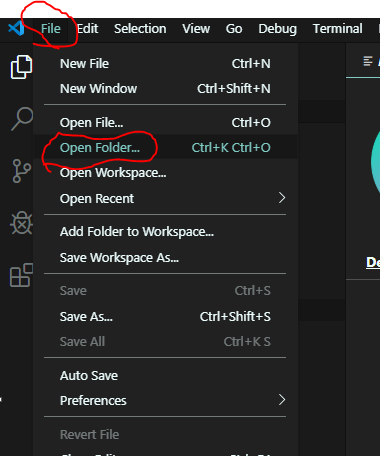 File Edit Selection View Go Debug Terminal
New File Ctrl+N
New Window Ctrl+Shift+N
Open File... Ctrl+O
Open Folder... Ctrl+K Ctrl+O
Open Workspace...
Open Recent
Add Folder to Workspace...
Save Workspace As...
Save Ctrl+S
Save As... Ctrl+Shift+S
Save All Ctrl+K S
Auto Save
Preferences
Revert File
De